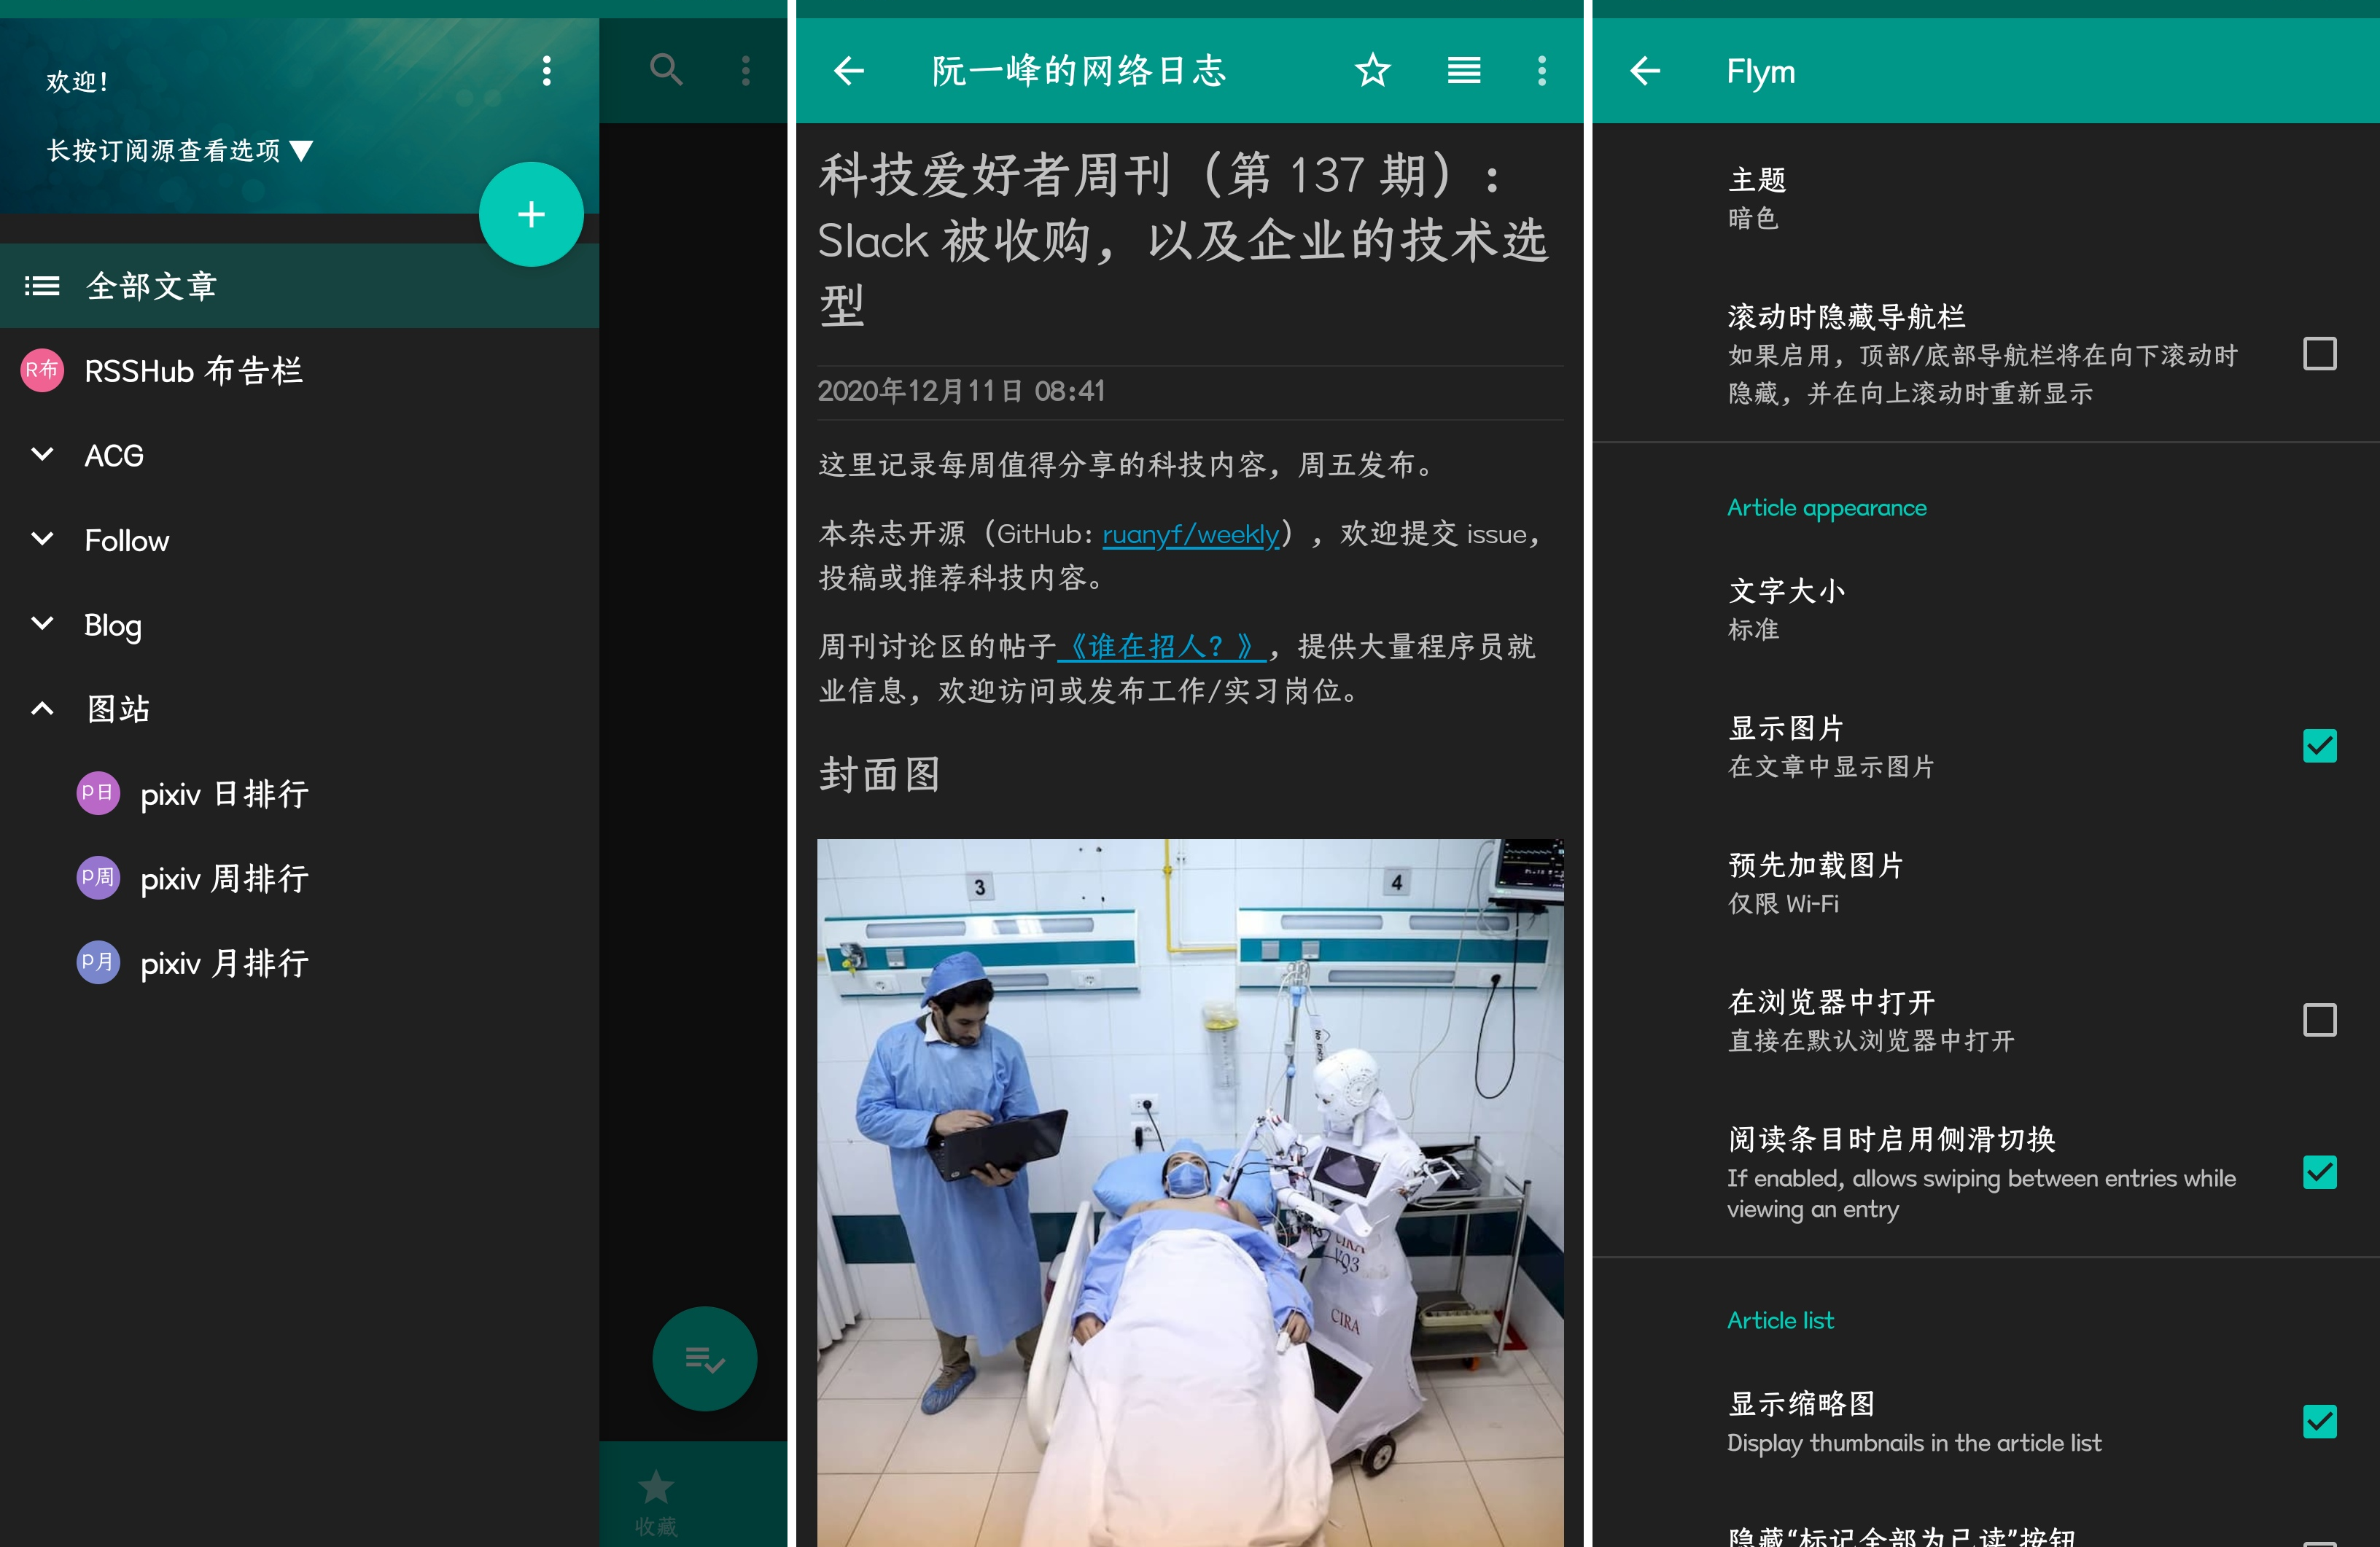 欢迎！
长按订阅源查看选项 ▼
全部文章
R布 RSSHub 布告栏
ACG
Follow
Blog
图站
p日 pixiv 日排行
p周 pixiv 周排行
p月 pixiv 月排行
收藏
阮一峰的网络日志
科技爱好者周刊（第 137 期）：
Slack 被收购，以及企业的技术选
型
2020年12月11日 08:41
这里记录每周值得分享的科技内容，周五发布。
本杂志开源（GitHub: ruanyf/weekly），欢迎提交 issue，
投稿或推荐科技内容。
周刊讨论区的帖子《谁在招人？》，提供大量程序员就
业信息，欢迎访问或发布工作/实习岗位。
封面图
3
4
CIRA
VQ3
CIRA
Flym
主题
暗色
滚动时隐藏导航栏
如果启用，顶部/底部导航栏将在向下滚动时
隐藏，并在向上滚动时重新显示
Article appearance
文字大小
标准
显示图片
在文章中显示图片
预先加载图片
仅限 Wi-Fi
在浏览器中打开
直接在默认浏览器中打开
阅读条目时启用侧滑切换
If enabled, allows swiping between entries while
viewing an entry
Article list
显示缩略图
Display thumbnails in the article list
隐藏“标记全部为已读”按钮